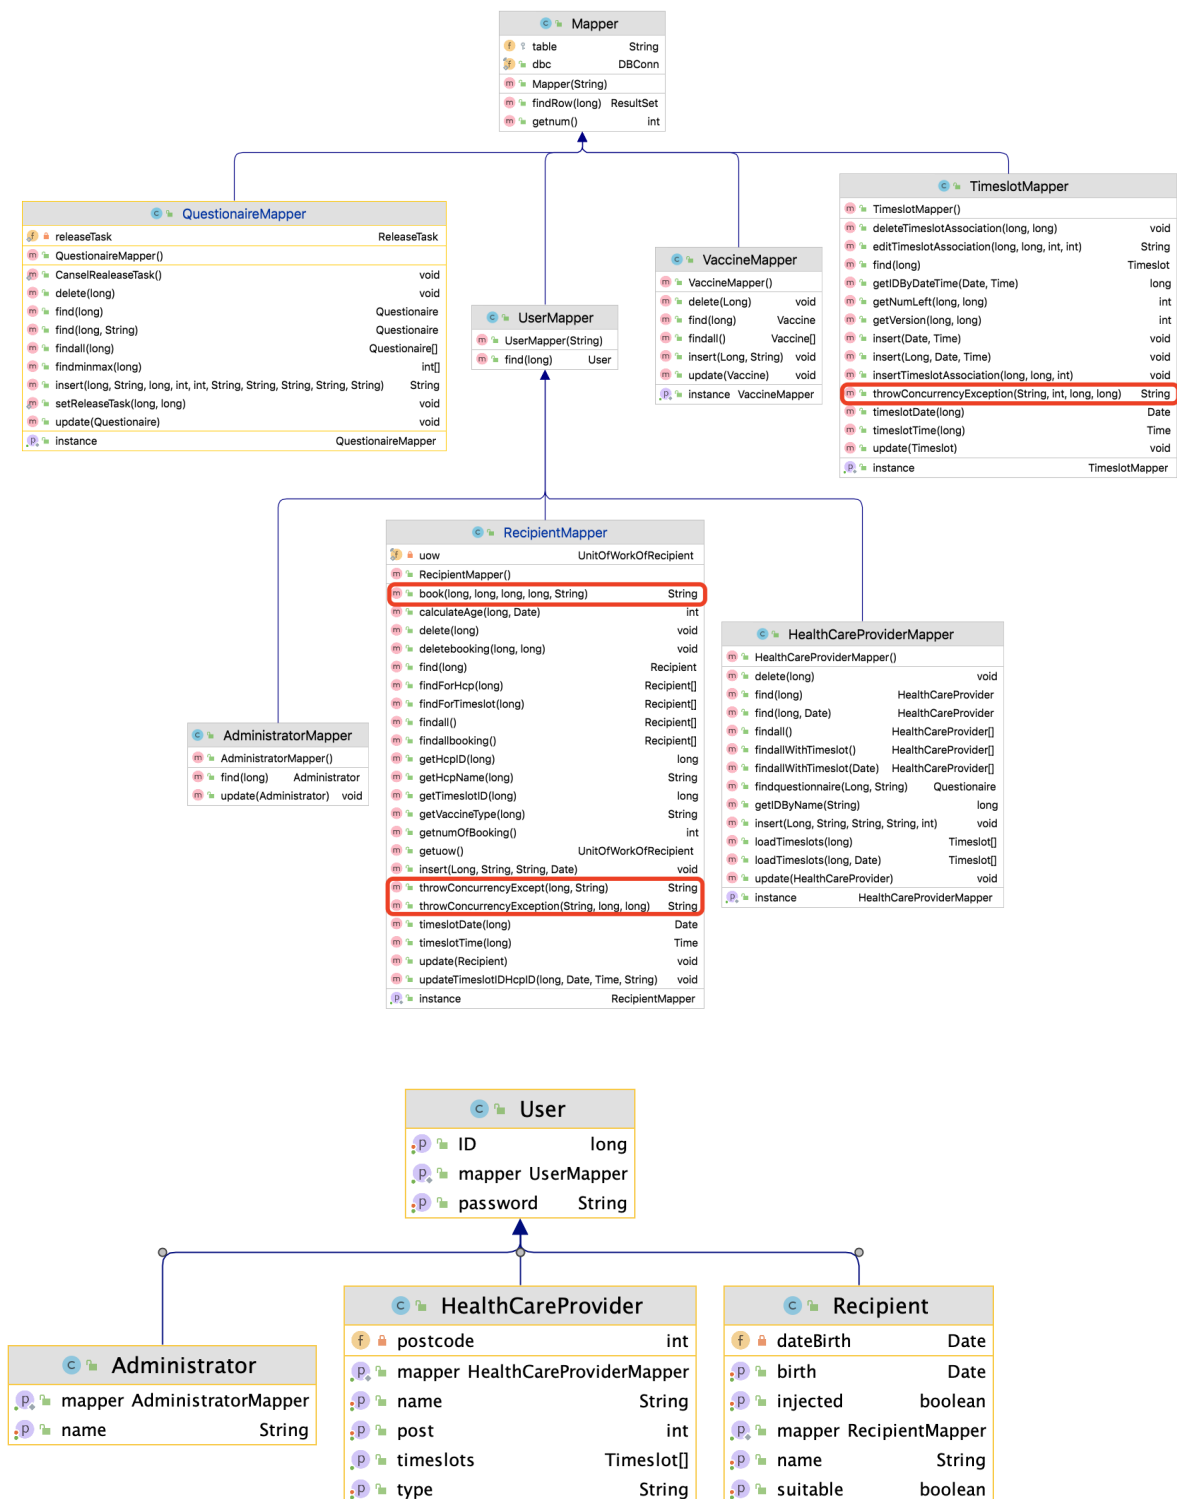 Mapper
table String
dbc DBConn
Mapper(String)
findRow(long) ResultSet
getnum() int
QuestionaireMapper
releaseTask ReleaseTask
QuestionaireMapper()
CanselRealeaseTask() void
delete(long) void
find(long) Questionaire
find(long, String) Questionaire
findall(long) Questionaire[]
findminmax(long) int[]
insert(long, String, long, int, int, String, String, String, String, String) String
setReleaseTask(long, long) void
update(Questionaire) void
instance QuestionaireMapper
UserMapper
UserMapper(String)
find(long) User
VaccineMapper
VaccineMapper()
delete(Long) void
find(long) Vaccine
findall() Vaccine[]
insert(Long, String) void
update(Vaccine) void
instance VaccineMapper
TimeslotMapper
TimeslotMapper()
deleteTimeslotAssociation(long, long) void
editTimeslotAssociation(long, long, int, int) String
find(long) Timeslot
getIDByDateTime(Date, Time) long
getNumLeft(long, long) int
getVersion(long, long) int
insert(Date, Time) void
insert(Long, Date, Time) void
insertTimeslotAssociation(long, long, int) void
throwConcurrencyException(String, int, long, long) String
timeslotDate(long) Date
timeslotTime(long) Time
update(Timeslot) void
instance TimeslotMapper
AdministratorMapper
AdministratorMapper()
find(long) Administrator
update(Administrator) void
RecipientMapper
uow UnitOfWorkOfRecipient
RecipientMapper()
book(long, long, long, long, String) String
calculateAge(long, Date) int
delete(long) void
deletebooking(long, long) void
find(long) Recipient
findForHcp(long) Recipient[]
findForTimeslot(long) Recipient[]
findall() Recipient[]
findallbooking() Recipient[]
getHcpID(long) long
getHcpName(long) String
getTimeslotID(long) long
getVaccineType(long) String
getnumOfBooking() int
getuow() UnitOfWorkOfRecipient
insert(Long, String, String, Date) void
throwConcurrencyExcept(long, String) String
throwConcurrencyException(String, long, long) String
timeslotDate(long) Date
timeslotTime(long) Time
update(Recipient) void
updateTimeslotIDHcpID(long, Date, Time, String) void
instance RecipientMapper
HealthCareProviderMapper
HealthCareProviderMapper()
delete(long) void
find(long) HealthCareProvider
find(long, Date) HealthCareProvider
findall() HealthCareProvider[]
findallWithTimeslot() HealthCareProvider[]
findallWithTimeslot(Date) HealthCareProvider[]
findquestionnaire(Long, String) Questionaire
getIDByName(String) long
insert(Long, String, String, String, int) void
loadTimeslots(long) Timeslot[]
loadTimeslots(long, Date) Timeslot[]
update(HealthCareProvider) void
instance HealthCareProviderMapper
User
ID long
mapper UserMapper
password String
Administrator
mapper AdministratorMapper
name String
HealthCareProvider
postcode int
mapper HealthCareProviderMapper
name String
post int
timeslots Timeslot[]
type String
Recipient
dateBirth Date
birth Date
injected boolean
mapper RecipientMapper
name String
suitable boolean